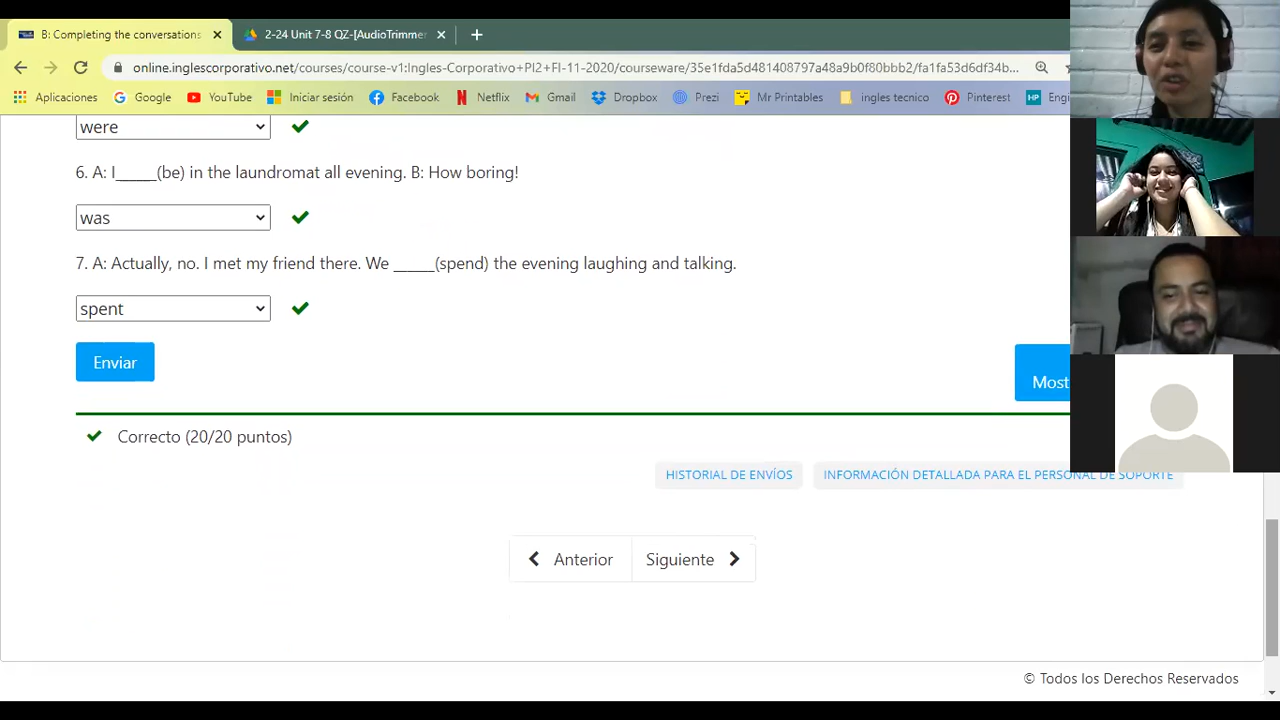 B: Completing the conversations
2-24 Unit 7-8 QZ-[AudioTrimmer
online.inglescorporativo.net/courses/course-v1:Ingles-Corporativo+PI2+FI-11-2020/courseware/35e1fda5d481408797a48a9b0f80bbb2/fa1fa53d6df34b...
Aplicaciones Google YouTube Iniciar sesión Facebook Netflix Gmail Dropbox Prezi Mr Printables ingles tecnico Pinterest Eng
were
6. A: I_____(be) in the laundromat all evening. B: How boring!
was
7. A: Actually, no. I met my friend there. We _____(spend) the evening laughing and talking.
spent
Enviar
Most
Correcto (20/20 puntos)
HISTORIAL DE ENVÍOS INFORMACIÓN DETALLADA PARA EL PERSONAL DE SOPORTE
Anterior Siguiente
© Todos los Derechos Reservados